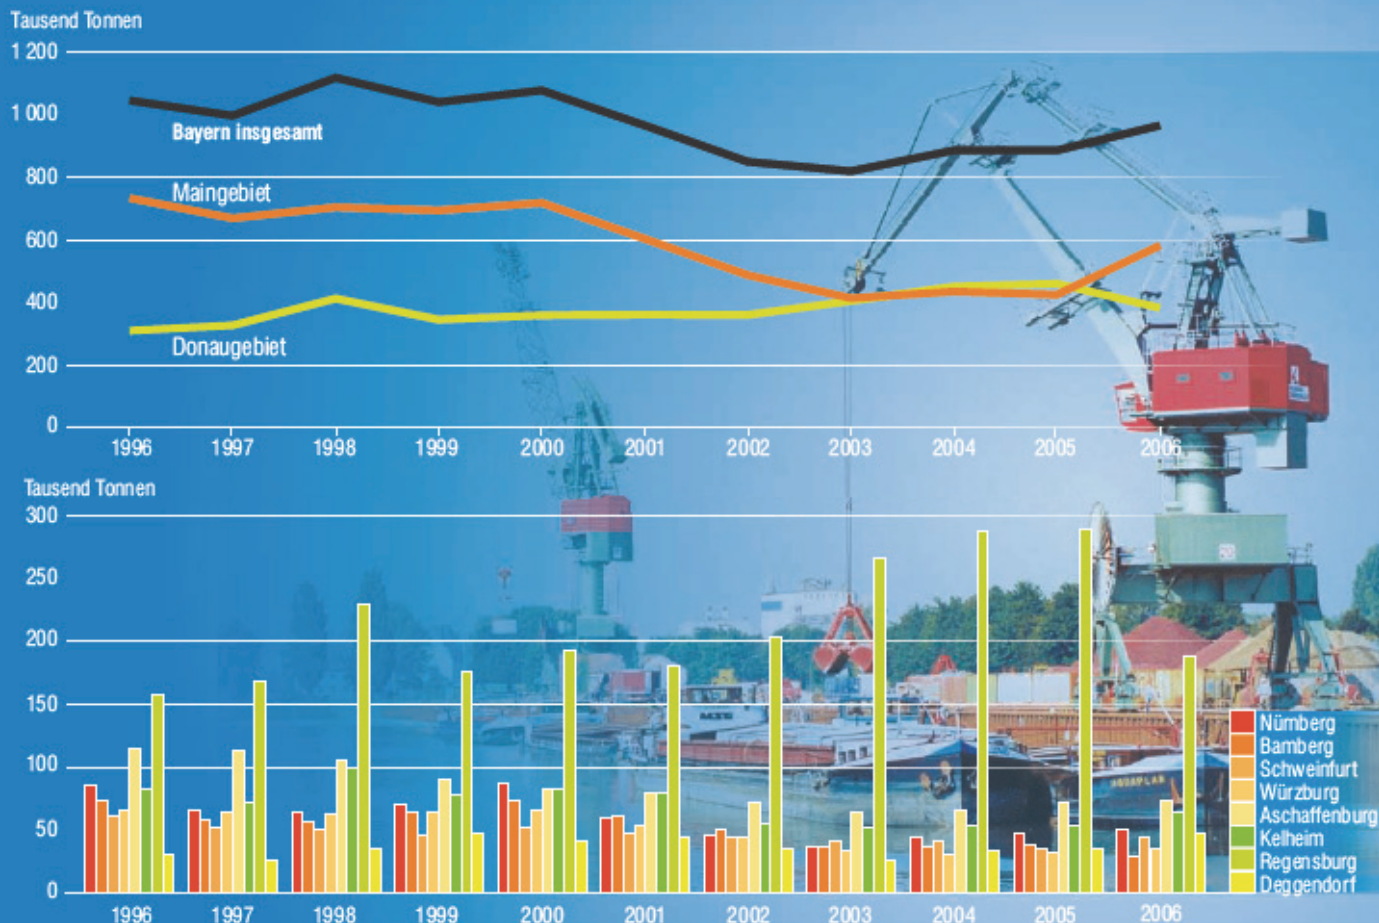 Tausend Tonnen
1 200
1 000
Bayern insgesamt
800
Maingebiet
600
400
Donaugebiet
200
0
1996 1997 1998 1999 2000 2001 2002 2003 2004 2005 2006
Tausend Tonnen
300
250
200
150
100
50
0
1996 1997 1998 1999 2000 2001 2002 2003 2004 2005 2006
Nürnberg
Bamberg
Schweinfurt
Würzburg
Aschaffenburg
Kelheim
Regensburg
Deggendorf